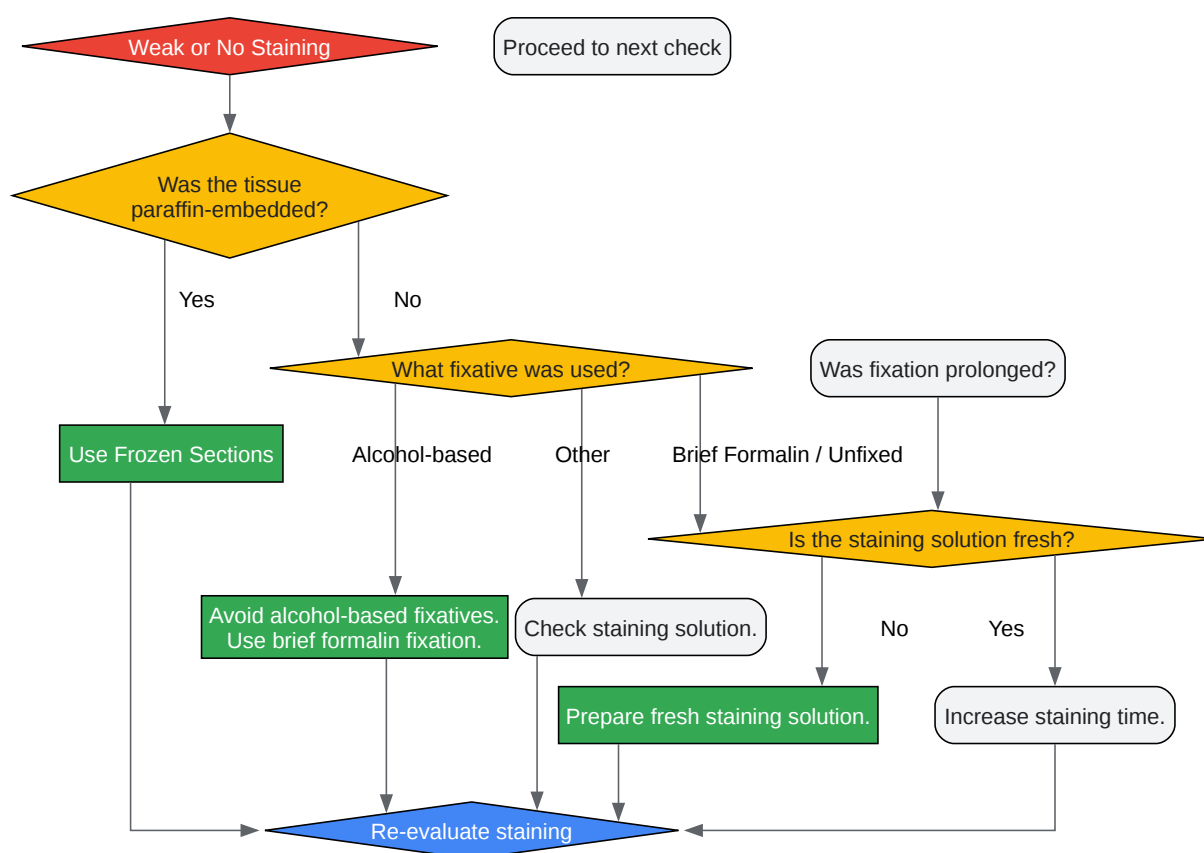 Weak or No Staining
Proceed to next check
Was the tissue
paraffin-embedded?
Yes
No
What fixative was used?
Was fixation prolonged?
Use Frozen Sections
Alcohol-based
Other
Brief Formalin / Unfixed
Is the staining solution fresh?
Avoid alcohol-based fixatives.
Use brief formalin fixation.
Check staining solution.
No
Yes
Prepare fresh staining solution.
Increase staining time.
Re-evaluate staining